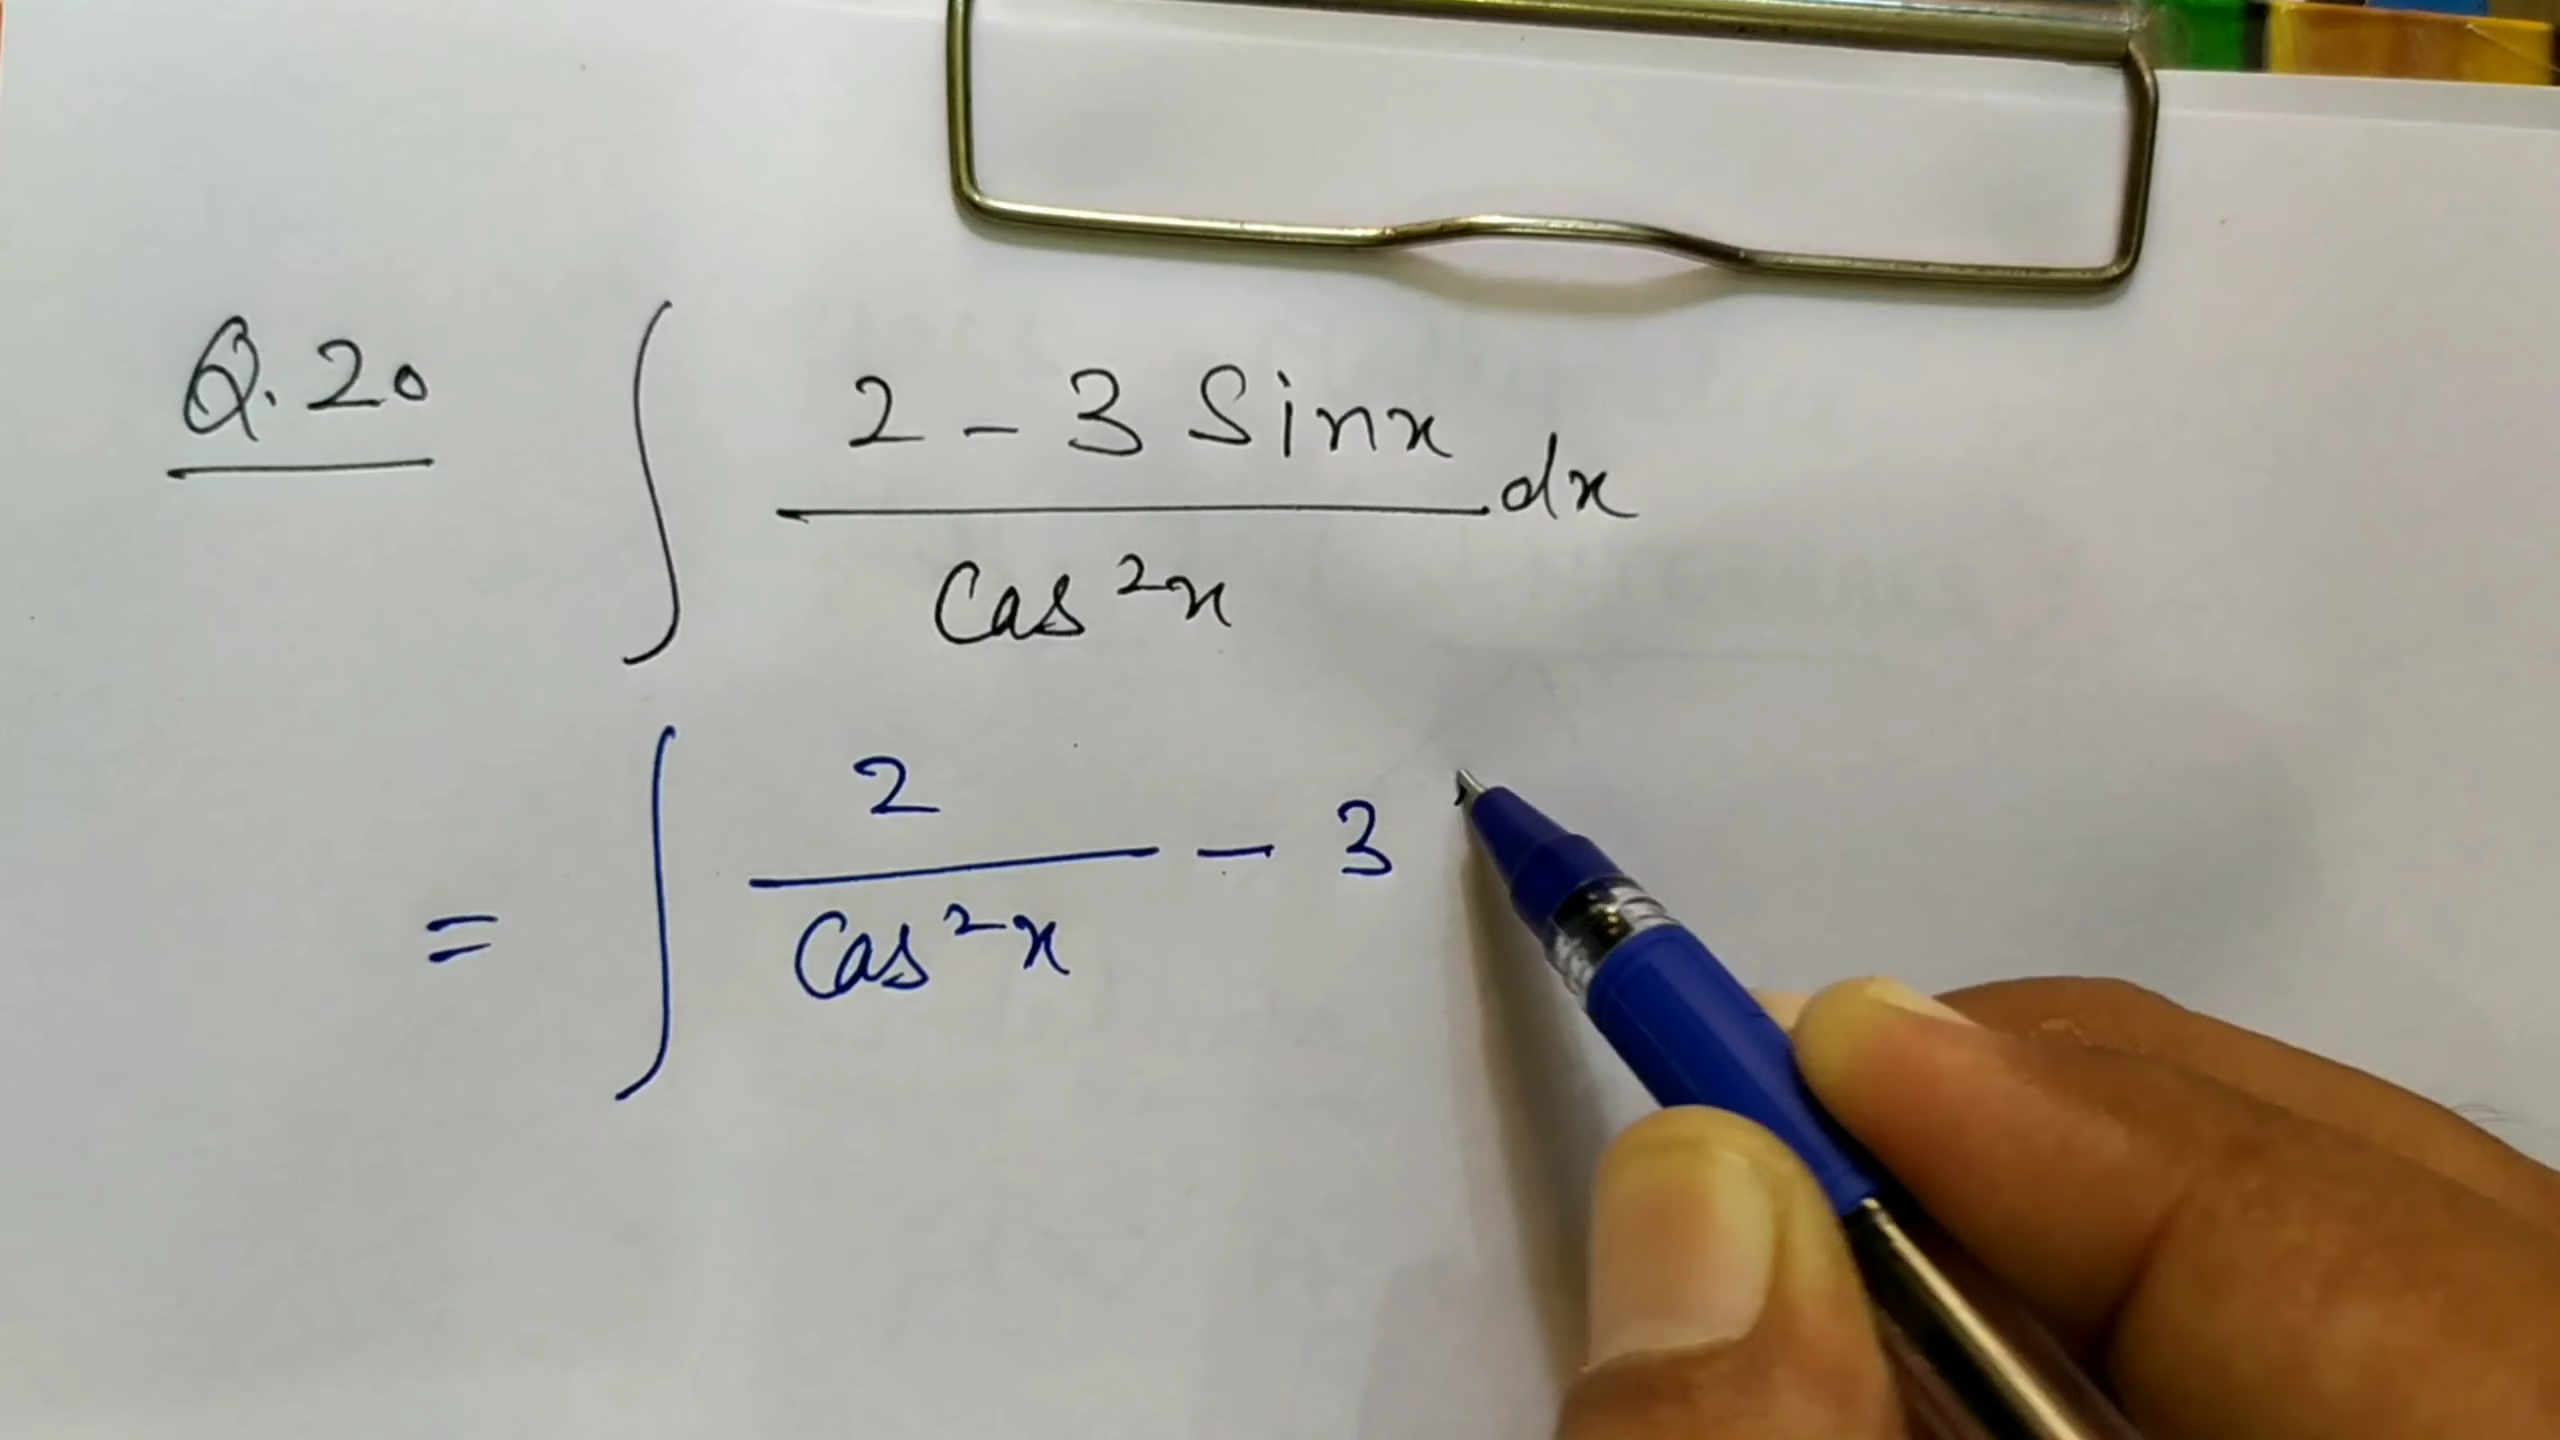 Q.20 ∫ (2 - 3 Sinx)/(Cos²x) dx
= ∫ 2/(Cos²x) - 3